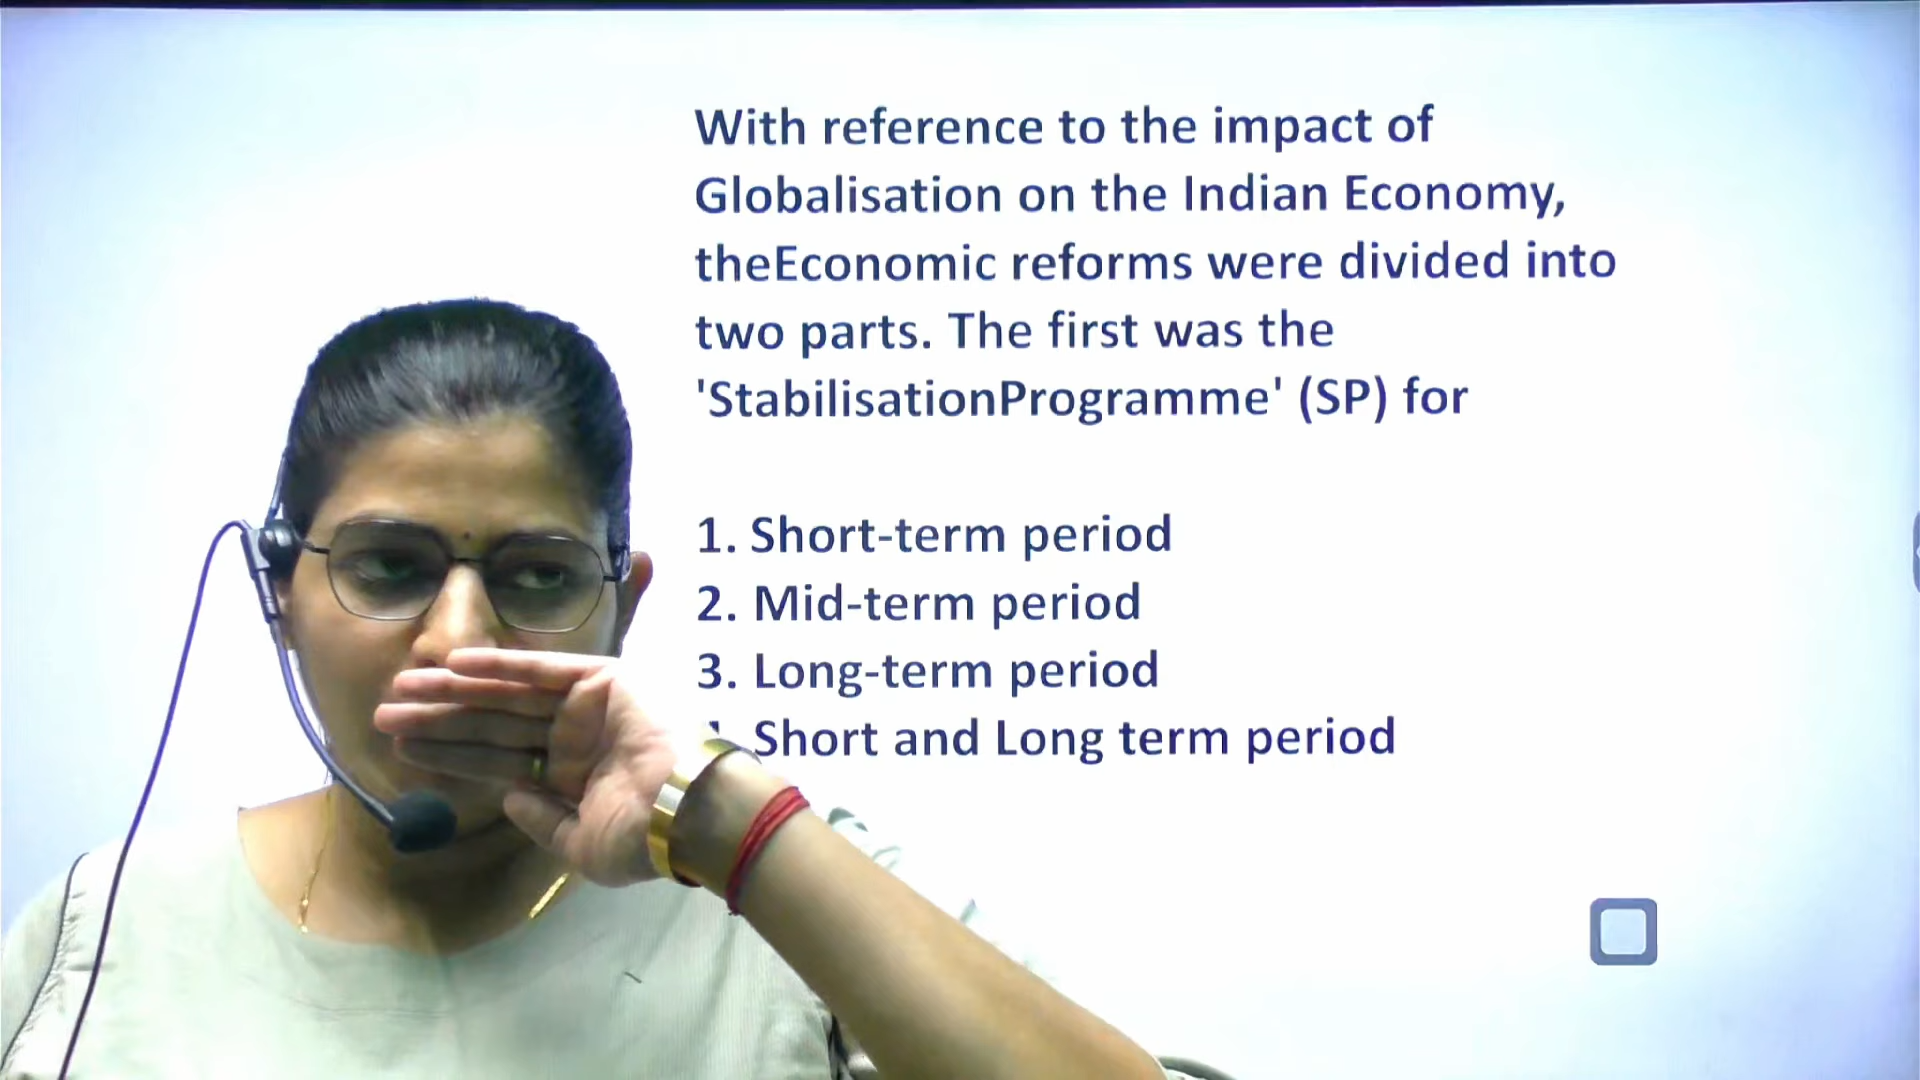 With reference to the impact of
Globalisation on the Indian Economy,
theEconomic reforms were divided into
two parts. The first was the
'StabilisationProgramme' (SP) for
1. Short-term period
2. Mid-term period
3. Long-term period
Short and Long term period